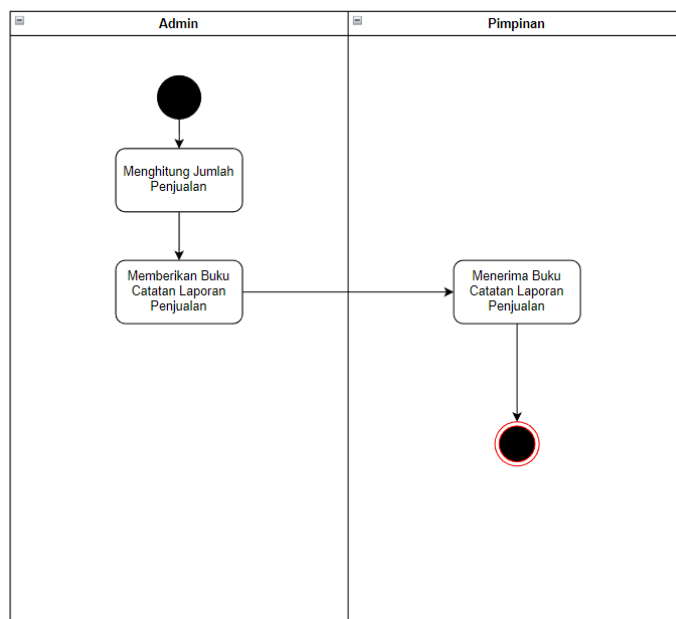 Admin
Pimpinan
Menghitung Jumlah
Penjualan
Memberikan Buku
Catatan Laporan
Penjualan
Menerima Buku
Catatan Laporan
Penjualan